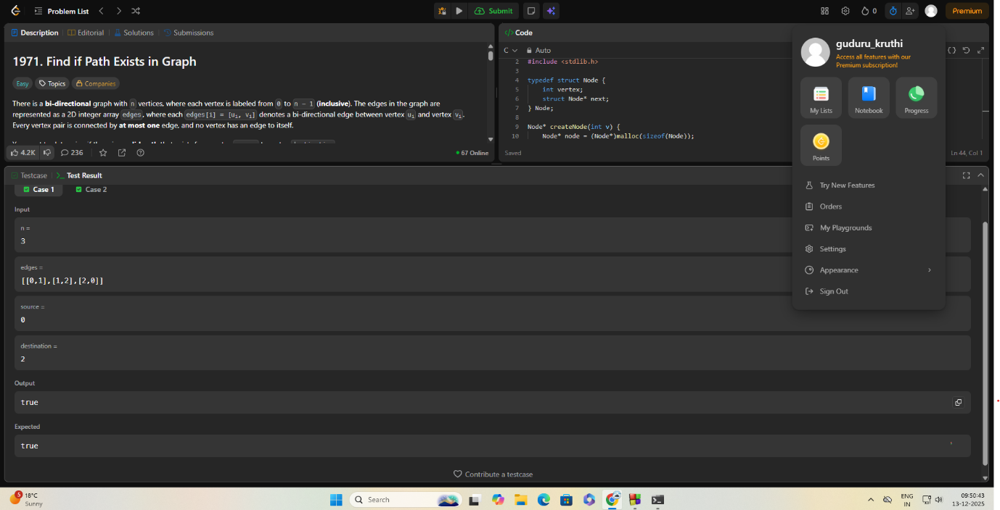 Problem List
Submit
0
Premium
Description
Editorial
Solutions
Submissions
1971. Find if Path Exists in Graph
Easy
Topics
Companies
There is a bi-directional graph with n vertices, where each vertex is labeled from 0 to n - 1 (inclusive). The edges in the graph are
represented as a 2D integer array edges, where each edges[i] = [ui, vi] denotes a bi-directional edge between vertex ui and vertex vi.
Every vertex pair is connected by at most one edge, and no vertex has an edge to itself.
4.2K
236
67 Online
</> Code
C
Auto
2 #include <stdlib.h>
3
4 typedef struct Node {
5 int vertex;
6 struct Node* next;
7 } Node;
8
9 Node* createNode(int v) {
10 Node* node = (Node*)malloc(sizeof(Node));
Saved
Ln 44, Col 1
guduru_kruthi
Access all features with our
Premium subscription!
My Lists
Notebook
Progress
Points
Try New Features
Orders
My Playgrounds
Settings
Appearance
Sign Out
Testcase
Test Result
Case 1
Case 2
Input
n =
3
edges =
[[0,1],[1,2],[2,0]]
source =
0
destination =
2
Output
true
Expected
true
Contribute a testcase
5
18°C
Sunny
Search
ENG
IN
09:50:43
13-12-2025